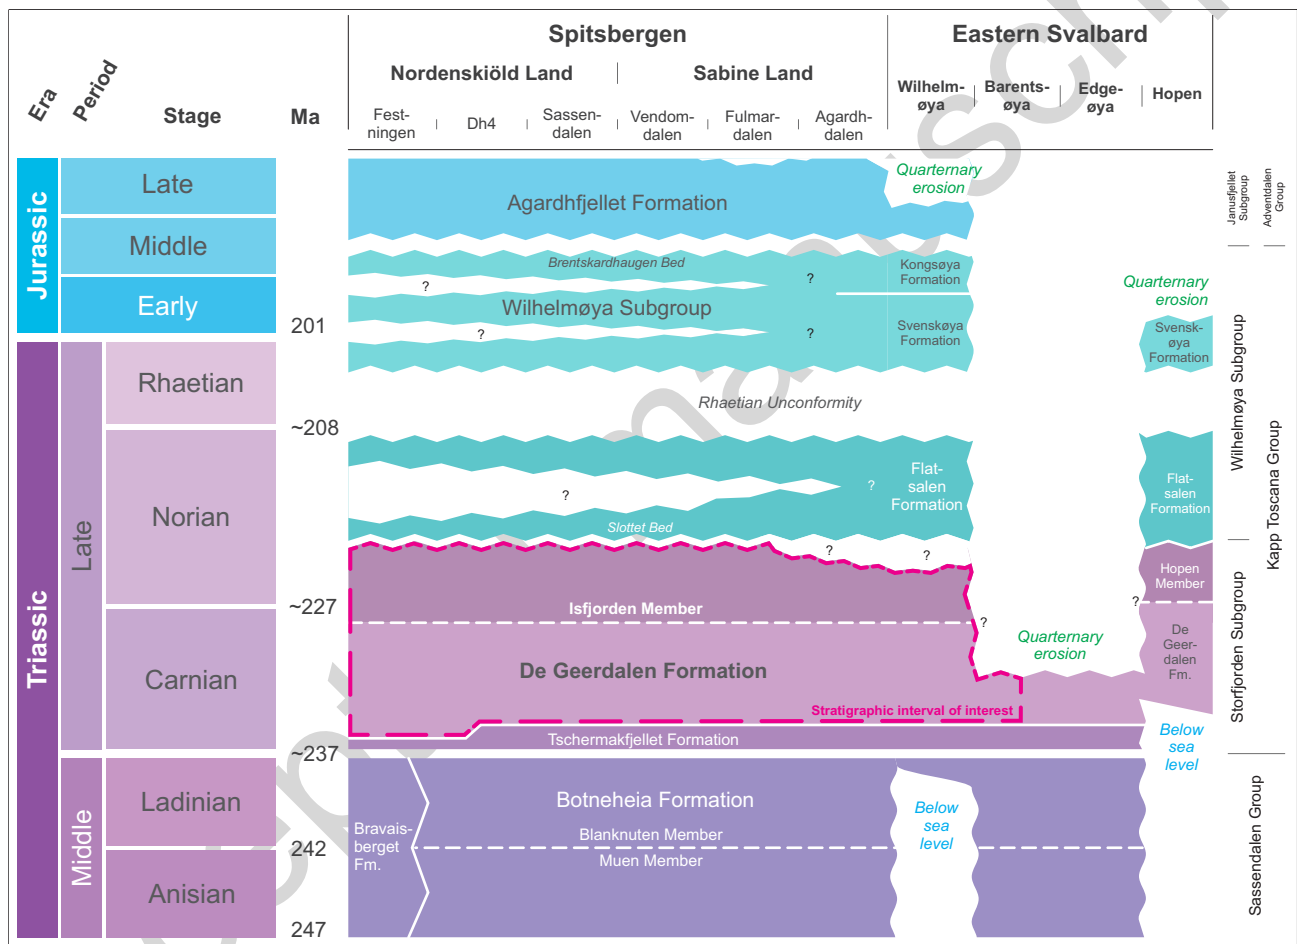 Spitsbergen
Eastern Svalbard
Nordenskiöld Land
Sabine Land
Wilhelm-
øya
Barents-
øya
Edge-
øya
Hopen
Era
Period
Stage
Ma
Fest-
ningen
Dh4
Sassen-
dalen
Vendom-
dalen
Fulmar-
dalen
Agardh-
dalen
Jurassic
Late
Middle
Early
201
Agardhfjellet Formation
Quarternary
erosion
Janusfjellet
Subgroup
Adventdalen
Group
Brentskardhaugen Bed
?
?
Kongsøya
Formation
Wilhelmøya Subgroup
?
?
Svenskøya
Formation
Quarternary
erosion
Svensk-
øya
Formation
Wilhelmøya Subgroup
Kapp Toscana Group
Triassic
Late
Rhaetian
~208
Rhaetian Unconformity
Norian
~227
?
?
Flat-
salen
Formation
Flat-
salen
Formation
Slottet Bed
?
?
Isfjorden Member
Hopen
Member
?
?
Carnian
~237
De Geerdalen Formation
Quarternary
erosion
De
Geer-
dalen
Fm.
Stratigraphic interval of interest
Storfjorden Subgroup
Tschermakfjellet Formation
Below
sea
level
Middle
Ladinian
242
Anisian
247
Bravais-
berget
Fm.
Botneheia Formation
Blanknuten Member
Muen Member
Below
sea
level
Sassendalen Group